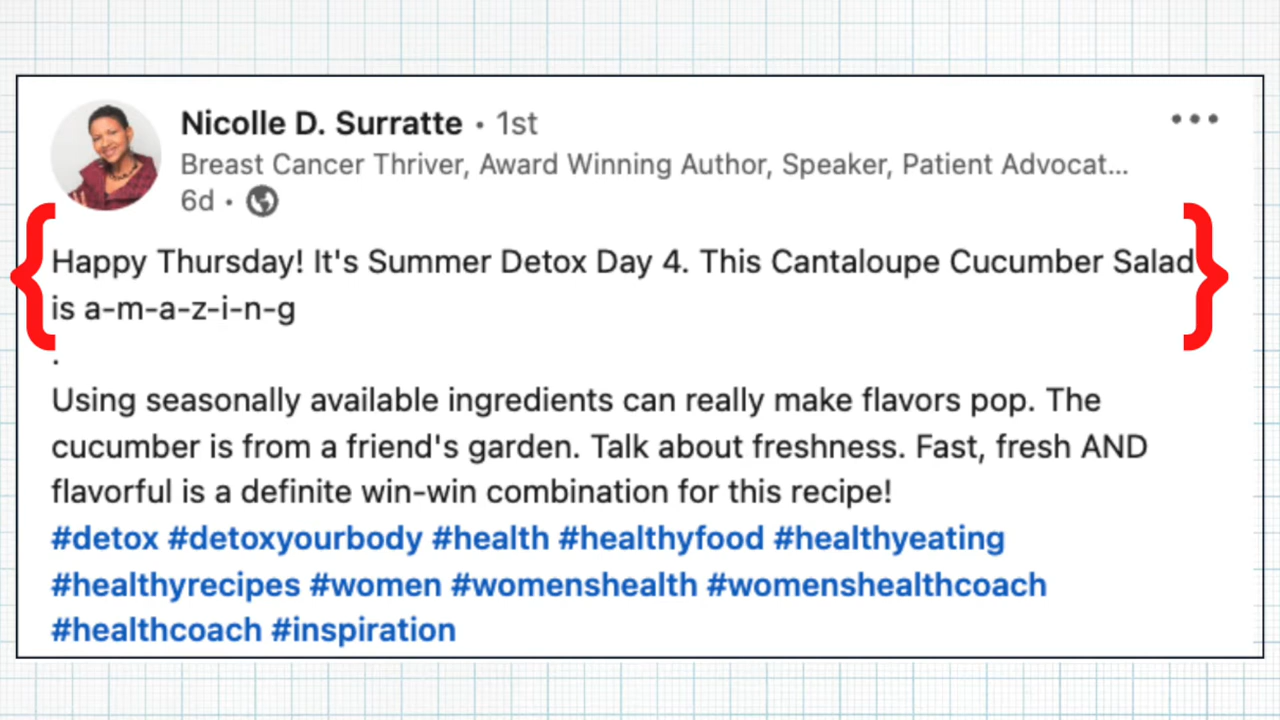 Nicolle D. Surratte • 1st
Breast Cancer Thriver, Award Winning Author, Speaker, Patient Advocat...
6d •
Happy Thursday! It's Summer Detox Day 4. This Cantaloupe Cucumber Salad
is a-m-a-z-i-n-g
.
Using seasonally available ingredients can really make flavors pop. The
cucumber is from a friend's garden. Talk about freshness. Fast, fresh AND
flavorful is a definite win-win combination for this recipe!
#detox #detoxyourbody #health #healthyfood #healthyeating
#healthyrecipes #women #womenshealth #womenshealthcoach
#healthcoach #inspiration